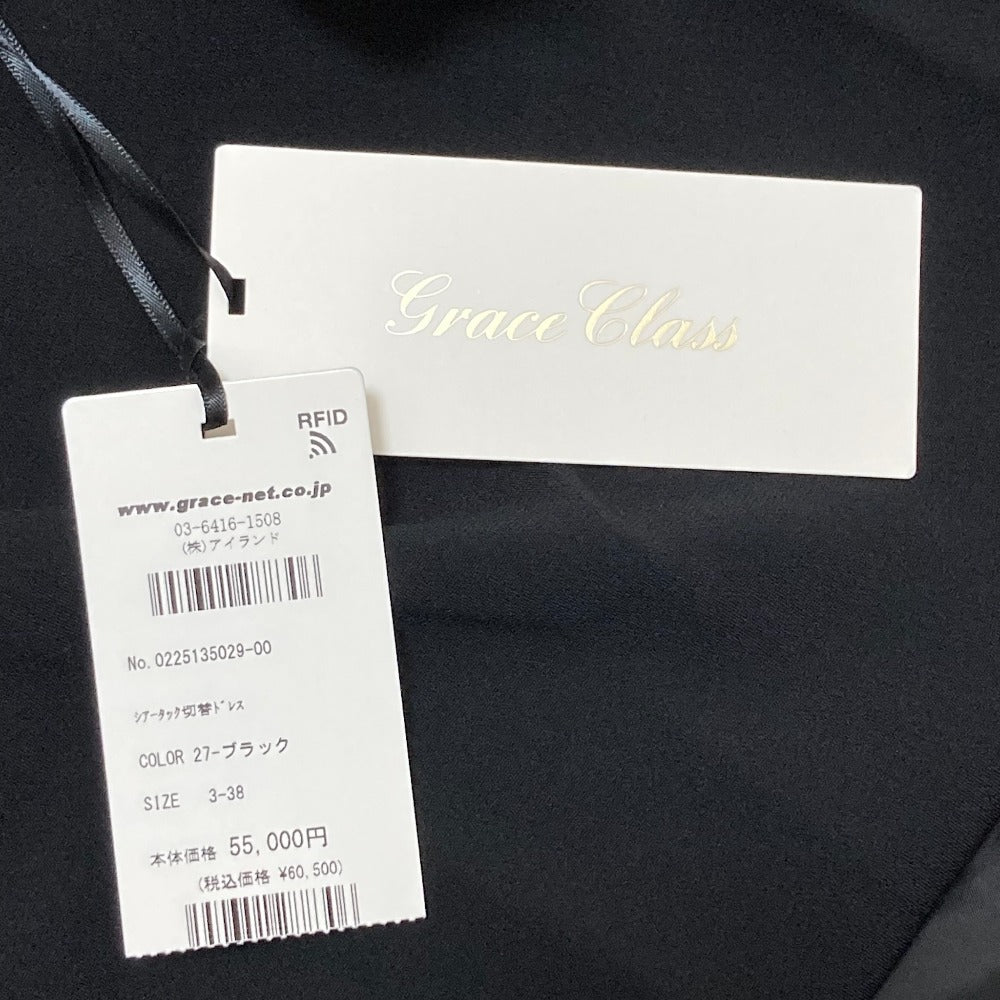 Grace Class
RFID
www.grace-net.co.jp
03-6416-1508
(株)アイランド
No.0225135029-00
ｼｱｰﾀｯｸ切替ﾄﾞﾚｽ
COLOR 27-ブラック
SIZE 3-38
本体価格 55,000円
(税込価格 ¥60,500)